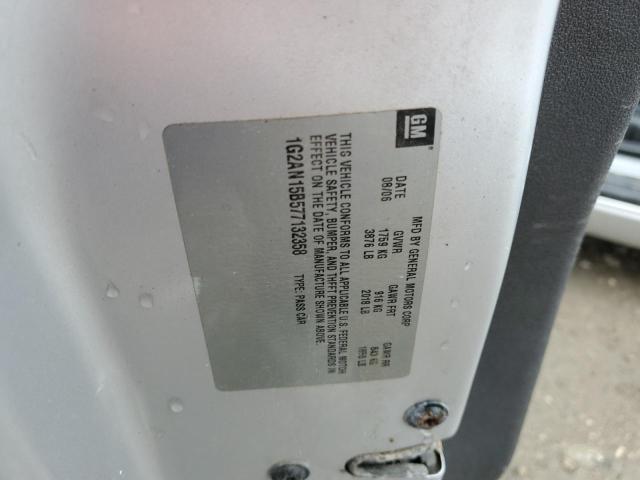 GM
MFD BY GENERAL MOTORS CORP
DATE GVWR GAWR FRT GAWR RR
08/06 1759 KG 916 KG 843 KG
3876 LB 2018 LB 1858 LB
THIS VEHICLE CONFORMS TO ALL APPLICABLE U.S. FEDERAL MOTOR
VEHICLE SAFETY, BUMPER, AND THEFT PREVENTION STANDARDS IN
EFFECT ON THE DATE OF MANUFACTURE SHOWN ABOVE.
1G2AN15B577132358 TYPE: PASS CAR